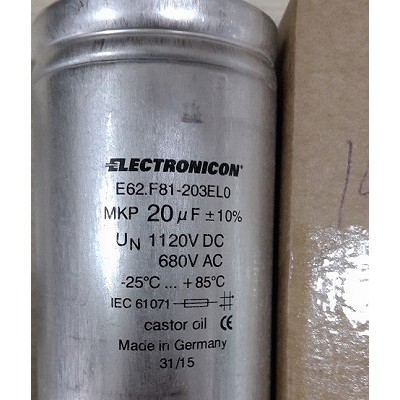 ELECTRONICON
E62.F81-203EL0
MKP 20 µF ±10%
UN 1120V DC
680V AC
-25°C ... +85°C
IEC 61071
castor oil CE
Made in Germany
31/15